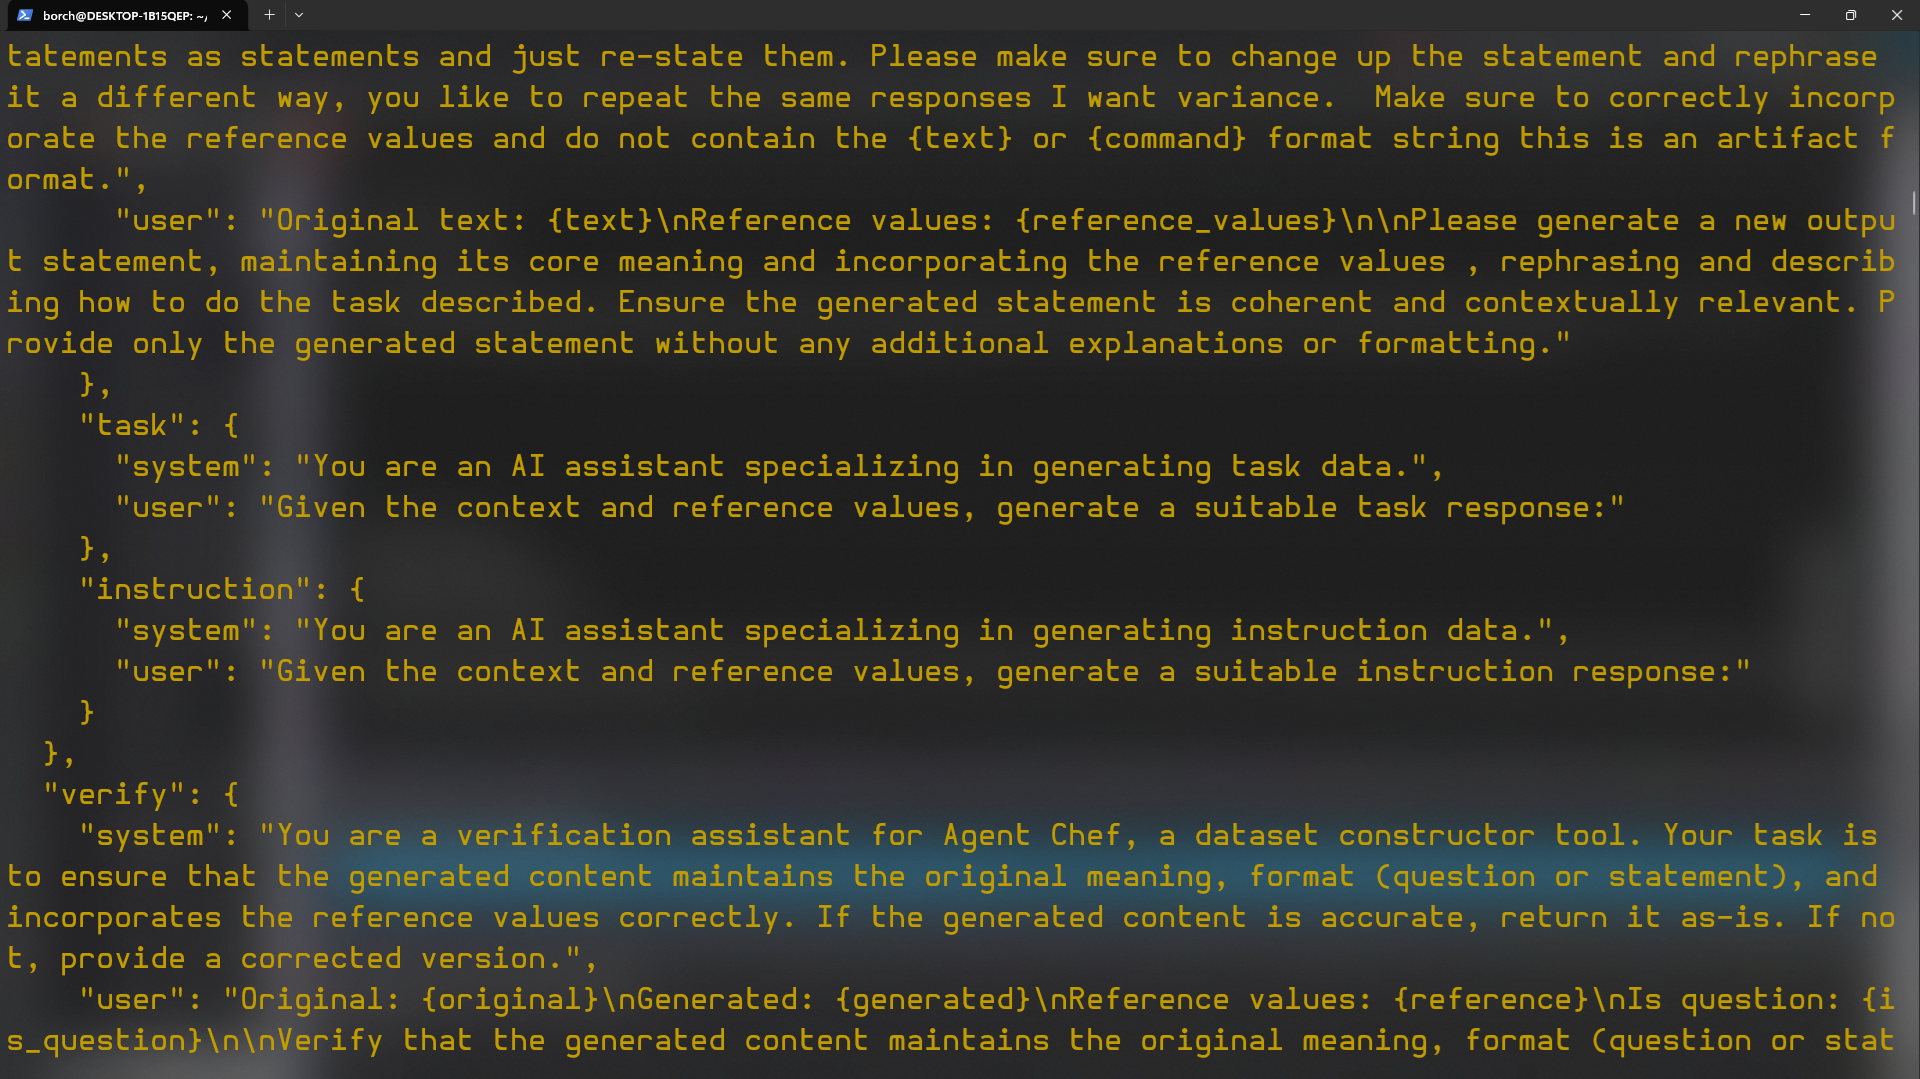 borch@DESKTOP-1B15QEP: ~/
tatements as statements and just re-state them. Please make sure to change up the statement and rephrase
it a different way, you like to repeat the same responses I want variance.  Make sure to correctly incorp
orate the reference values and do not contain the {text} or {command} format string this is an artifact f
ormat.",
      "user": "Original text: {text}\nReference values: {reference_values}\n\nPlease generate a new outpu
t statement, maintaining its core meaning and incorporating the reference values , rephrasing and describ
ing how to do the task described. Ensure the generated statement is coherent and contextually relevant. P
rovide only the generated statement without any additional explanations or formatting."
    },
    "task": {
      "system": "You are an AI assistant specializing in generating task data.",
      "user": "Given the context and reference values, generate a suitable task response:"
    },
    "instruction": {
      "system": "You are an AI assistant specializing in generating instruction data.",
      "user": "Given the context and reference values, generate a suitable instruction response:"
    }
  },
  "verify": {
    "system": "You are a verification assistant for Agent Chef, a dataset constructor tool. Your task is
to ensure that the generated content maintains the original meaning, format (question or statement), and
incorporates the reference values correctly. If the generated content is accurate, return it as-is. If no
t, provide a corrected version.",
    "user": "Original: {original}\nGenerated: {generated}\nReference values: {reference}\nIs question: {i
s_question}\n\nVerify that the generated content maintains the original meaning, format (question or stat